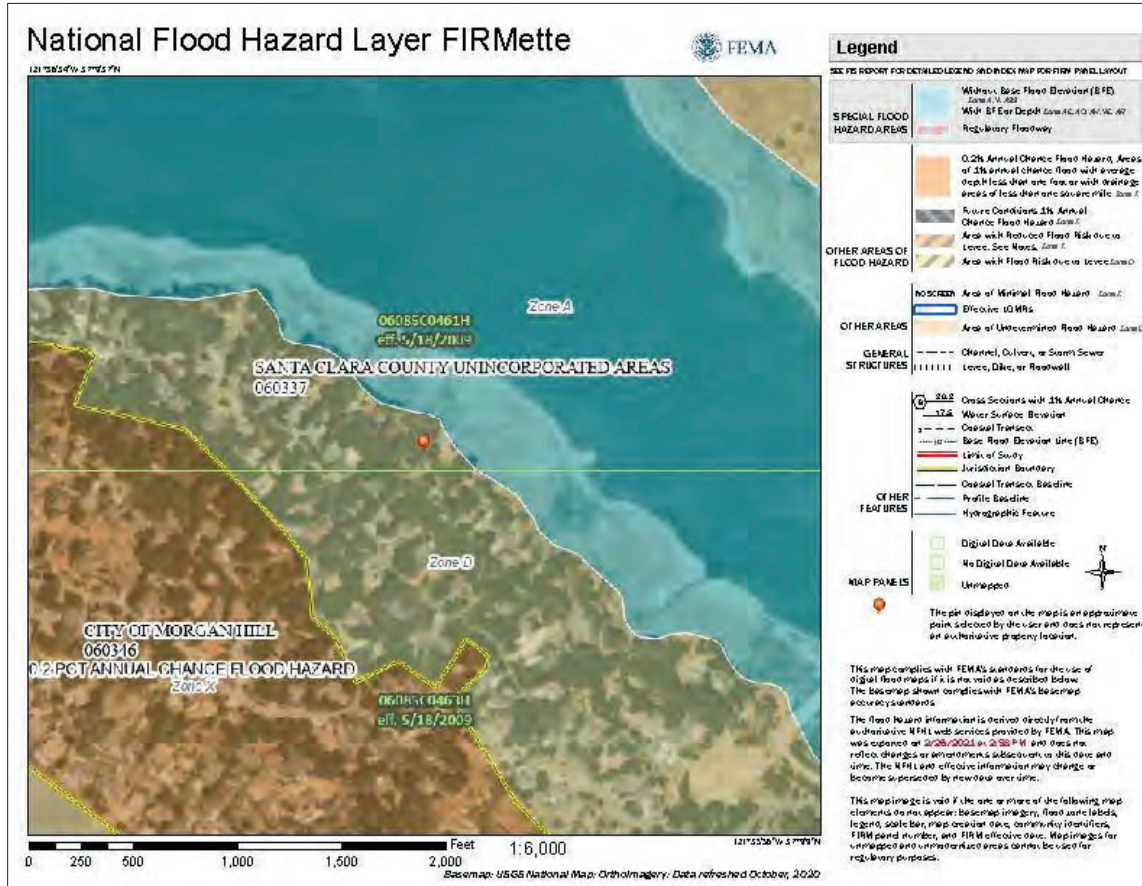 National Flood Hazard Layer FIRMette
FEMA
Legend
SEE FIS REPORT FOR DETAILED LEGEND AND INDEX MAP FOR FIRM PANEL LAYOUT
SPECIAL FLOOD
HAZARD AREAS
Without Base Flood Elevation (BFE)
With BFE or Depth
Regulatory Floodway
0.2% Annual Chance Flood Hazard, Areas
of 1% annual chance flood with average
depth less than one foot or with drainage
areas of less than one square mile
Future Conditions 1% Annual
Chance Flood Hazard
Area with Reduced Flood Risk due to
Levee. See Notes.
Area with Flood Risk due to Levee
OTHER AREAS OF
FLOOD HAZARD
NO SCREEN Area of Minimal Flood Hazard
Effective LOMRs
Area of Undetermined Flood Hazard
OTHER AREAS
GENERAL
STRUCTURES
Channel, Culvert, or Storm Sewer
Levee, Dike, or Floodwall
Cross Sections with 1% Annual Chance
Water Surface Elevation
Coastal Transect
Base Flood Elevation Line (BFE)
Limit of Study
Jurisdiction Boundary
Coastal Transect Baseline
Profile Baseline
Hydrographic Feature
OTHER
FEATURES
Digital Data Available
No Digital Data Available
Unmapped
MAP PANELS
N
The pin displayed on the map is an approximate
point selected by the user and does not represent
an authoritative property location.
This map complies with FEMA's standards for the use of
digital flood maps if it is not void as described below.
The basemap shown complies with FEMA's basemap
accuracy standards
The flood hazard information is derived directly from the
authoritative NFHL web services provided by FEMA. This map
was exported on 2/26/2021 at 2:58 PM and does not
reflect changes or amendments subsequent to this date and
time. The NFHL and effective information may change or
become superseded by new data over time.
This map image is void if the one or more of the following map
elements do not appear: basemap imagery, flood zone labels,
legend, scale bar, map creation date, community identifiers,
FIRM panel number, and FIRM effective date. Map images for
unmapped and unmodernized areas cannot be used for
regulatory purposes.
Zone A
06085C0461H
eff. 5/18/2009
SANTA CLARA COUNTY UNINCORPORATED AREAS
060337
Zone D
CITY OF MORGAN HILL
060346
0.2 PCT ANNUAL CHANCE FLOOD HAZARD
Zone X
06085C0463H
eff. 5/18/2009
0 250 500 1,000 1,500 2,000 Feet 1:6,000
Basemap: USGS National Map: Orthoimagery: Data refreshed October, 2020